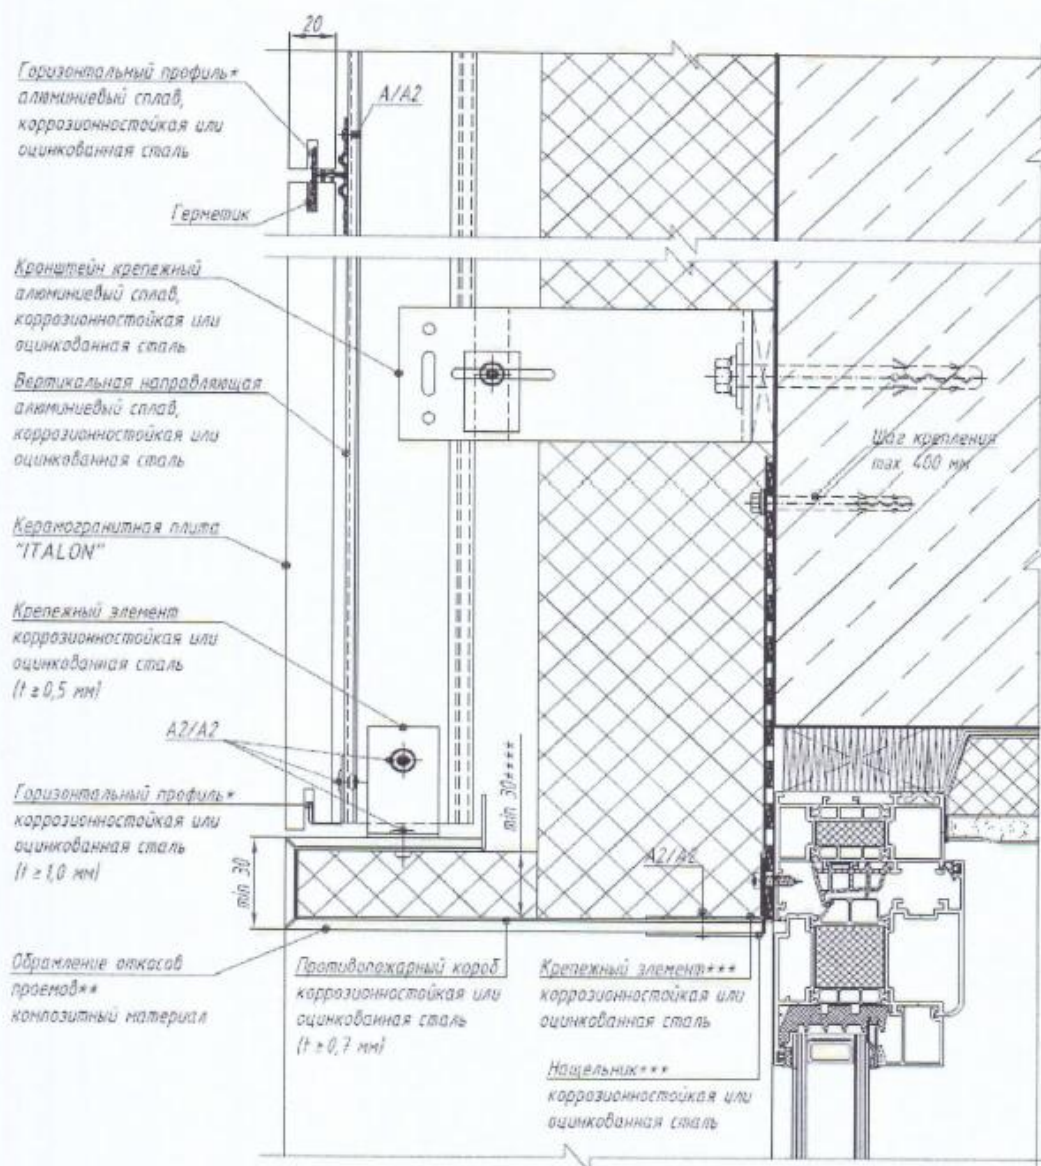 20
Горизонтальный профиль*
алюминиевый сплав,
коррозионностойкая или
оцинкованная сталь
А/А2
Герметик
Кронштейн крепежный
алюминиевый сплав,
коррозионностойкая или
оцинкованная сталь
Вертикальная направляющая
алюминиевый сплав,
коррозионностойкая или
оцинкованная сталь
Шаг крепления
max 400 мм
Керамогранитная плита
"ITALON"
Крепежный элемент
коррозионностойкая или
оцинкованная сталь
(t ≥ 0,5 мм)
А2/А2
Горизонтальный профиль*
коррозионностойкая или
оцинкованная сталь
(t ≥ 1,0 мм)
min 30
min 30****
А2/А2
Обрамление откосов
проемов**
композитный материал
Противопожарный короб
коррозионностойкая или
оцинкованная сталь
(t ≥ 0,7 мм)
Крепежный элемент***
коррозионностойкая или
оцинкованная сталь
Нащельник***
коррозионностойкая или
оцинкованная сталь